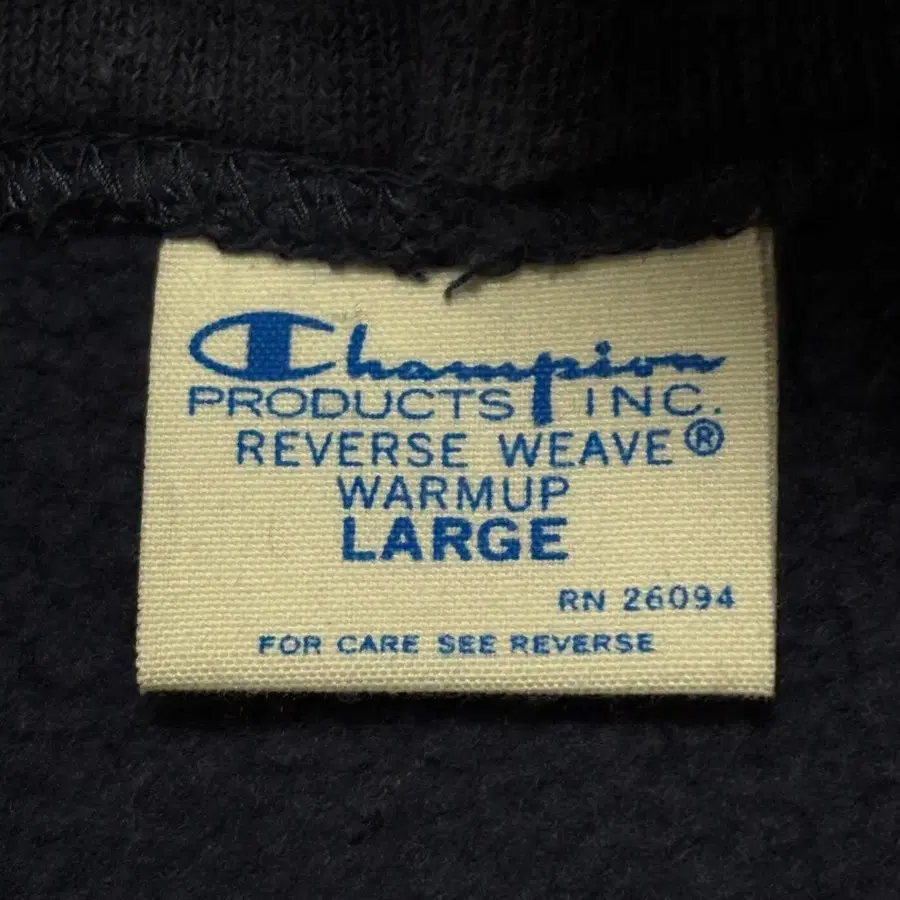 Champion
PRODUCTS INC.
REVERSE WEAVE®
WARMUP
LARGE
RN 26094
FOR CARE SEE REVERSE